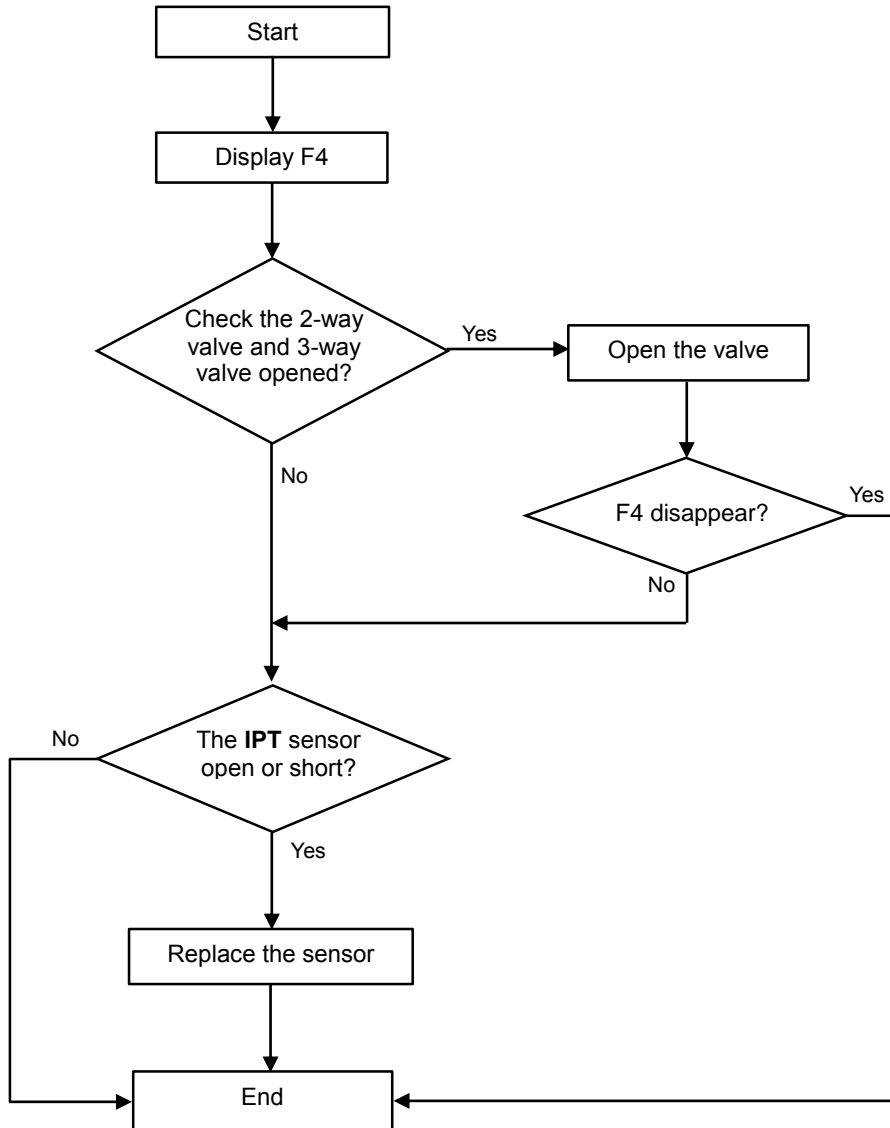 Start
Display F4
Check the 2-way
valve and 3-way
valve opened?
Yes
Open the valve
No
F4 disappear?
Yes
No
No
The IPT sensor
open or short?
Yes
Replace the sensor
End